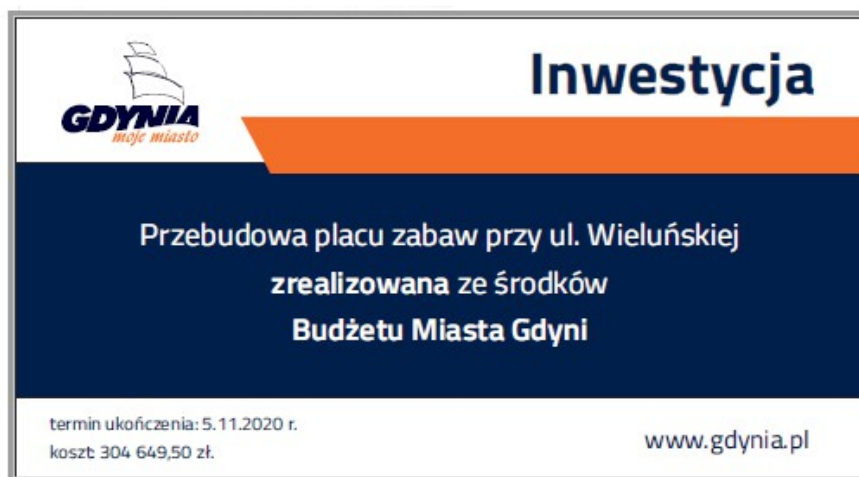 GDYNIA
moje miasto
Inwestycja
Przebudowa placu zabaw przy ul. Wieluńskiej
zrealizowana ze środków
Budżetu Miasta Gdyni
termin ukończenia: 5.11.2020 r.
koszt: 304 649,50 zł.
www.gdynia.pl